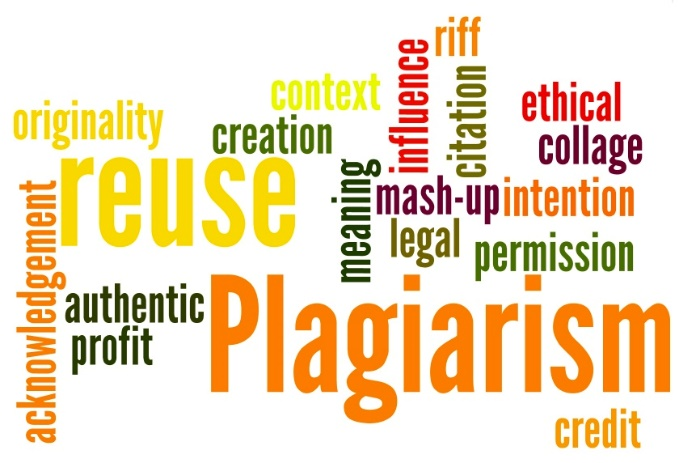 riff
influence
citation
context
ethical
originality
creation
collage
reuse
meaning
mash-up
intention
acknowledgement
legal
permission
authentic
Plagiarism
profit
credit